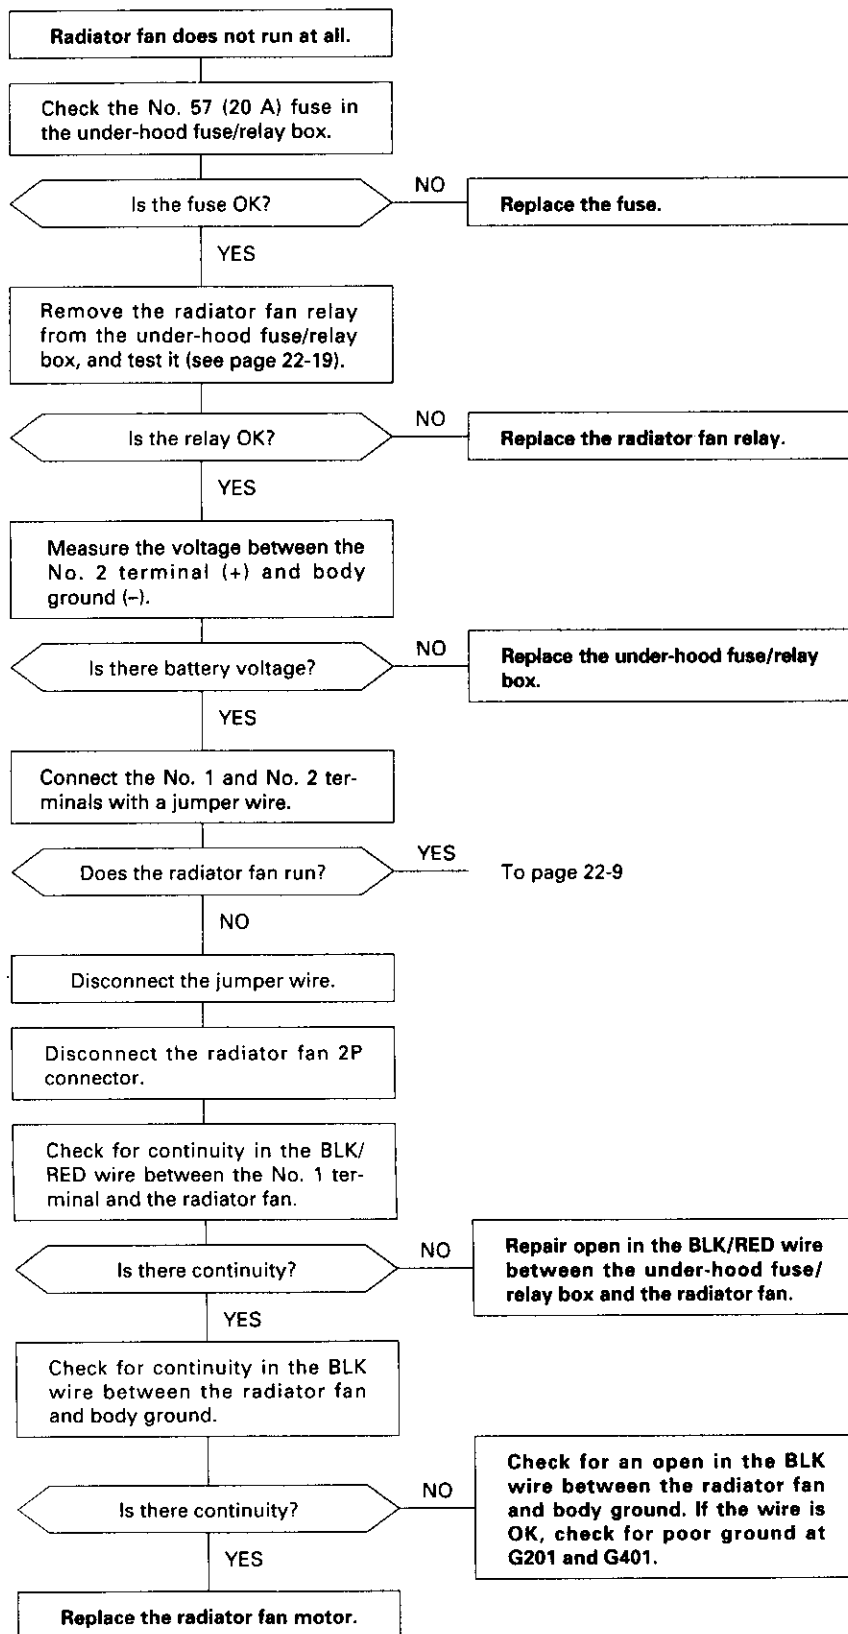 Radiator fan does not run at all.
Check the No. 57 (20 A) fuse in
the under-hood fuse/relay box.
Is the fuse OK?
NO
Replace the fuse.
YES
Remove the radiator fan relay
from the under-hood fuse/relay
box, and test it (see page 22-19).
Is the relay OK?
NO
Replace the radiator fan relay.
YES
Measure the voltage between the
No. 2 terminal (+) and body
ground (–).
Is there battery voltage?
NO
Replace the under-hood fuse/relay
box.
YES
Connect the No. 1 and No. 2 ter-
minals with a jumper wire.
Does the radiator fan run?
YES
To page 22-9
NO
Disconnect the jumper wire.
Disconnect the radiator fan 2P
connector.
Check for continuity in the BLK/
RED wire between the No. 1 ter-
minal and the radiator fan.
Is there continuity?
NO
Repair open in the BLK/RED wire
between the under-hood fuse/
relay box and the radiator fan.
YES
Check for continuity in the BLK
wire between the radiator fan
and body ground.
Is there continuity?
NO
Check for an open in the BLK
wire between the radiator fan
and body ground. If the wire is
OK, check for poor ground at
G201 and G401.
YES
Replace the radiator fan motor.